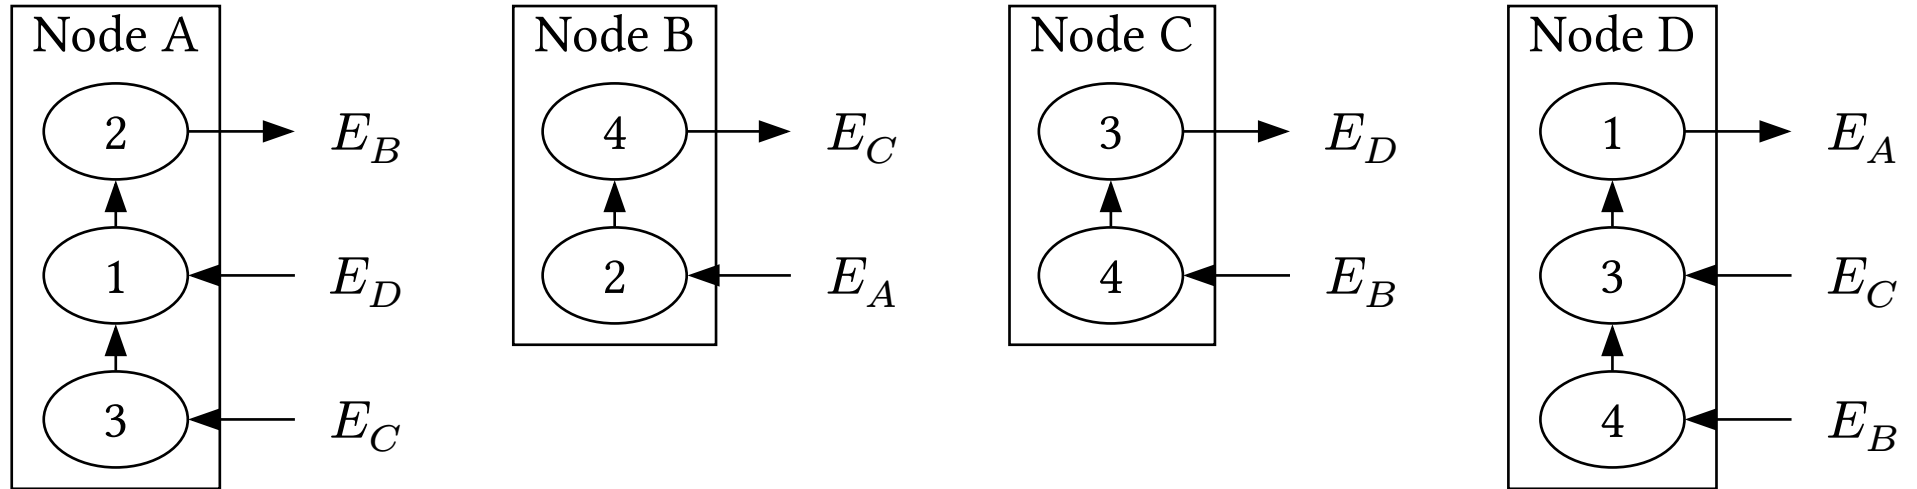 Node A Node B Node C Node D
2 E_B 4 E_C 3 E_D 1 E_A
1 E_D 2 E_A 4 E_B 3 E_C
3 E_C 4 E_B